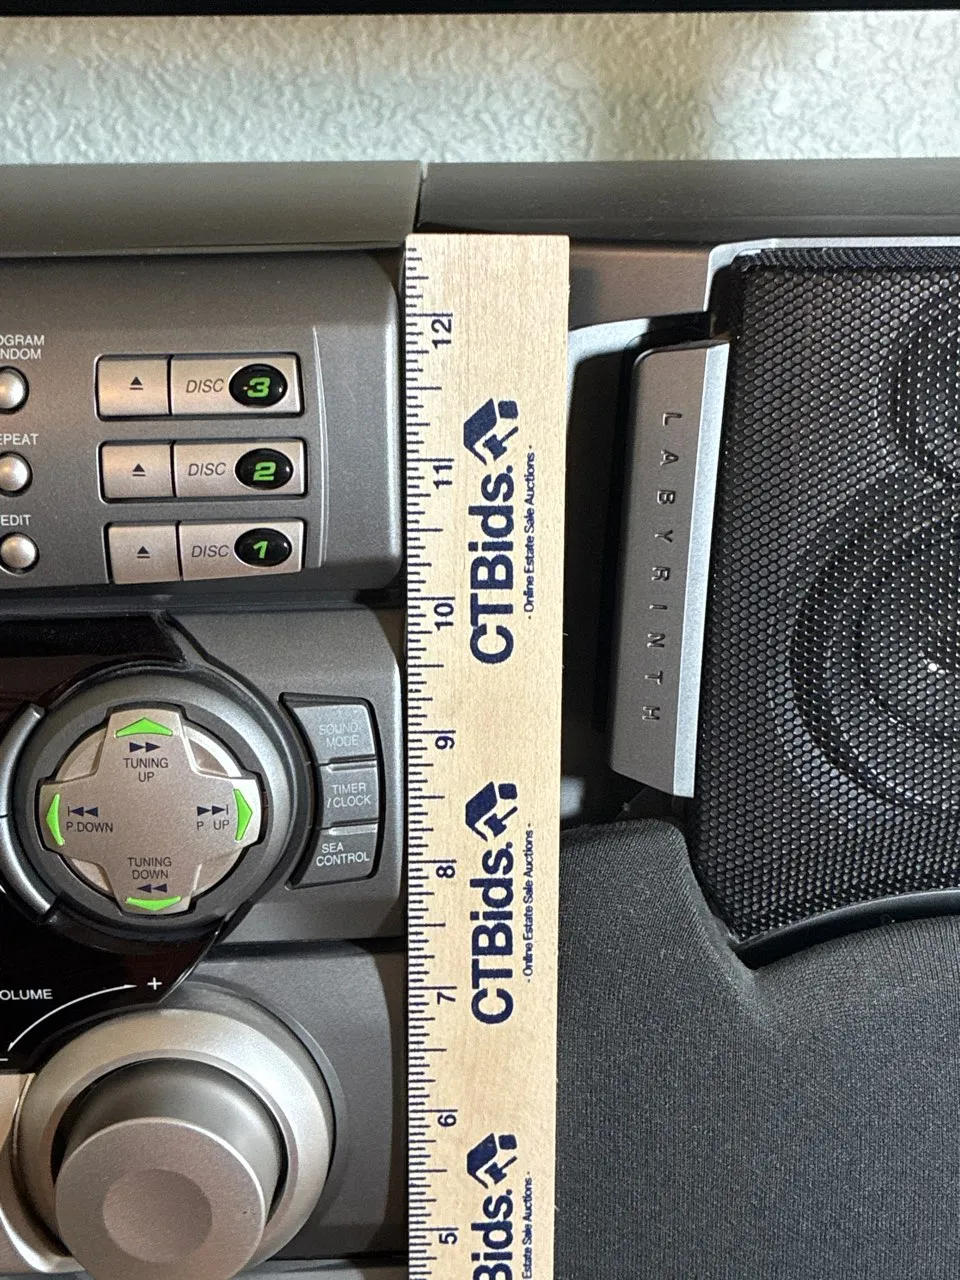 OGRAM
NDOM
DISC 3
EPEAT
DISC 2
EDIT
DISC 1
SOUND
MODE
TUNING
UP
TIMER
/CLOCK
P.DOWN
P UP
SEA
CONTROL
TUNING
DOWN
OLUME
+
12
11
10
9
8
7
6
5
CTBids.
- Online Estate Sale Auctions -
CTBids.
- Online Estate Sale Auctions -
Bids.
Estate Sale Auctions -
LABYRINTH